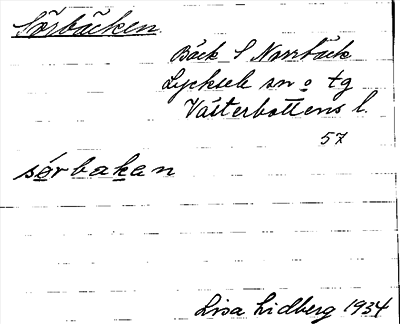 Sörbäcken.
Bäck S Norrbäck
Lycksele sn o tg
Västerbottens l.
57
sörbakan
Lisa Lidberg 1934